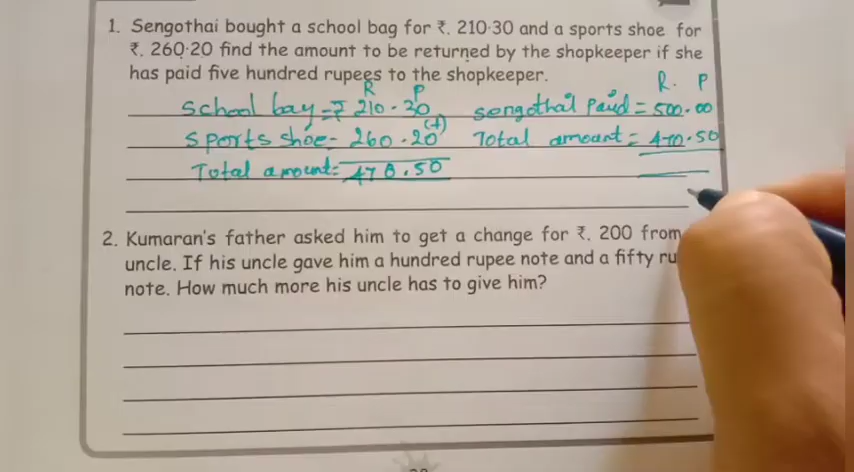 1. Sengothai bought a school bag for ₹. 210·30 and a sports shoe for
₹. 260·20 find the amount to be returned by the shopkeeper if she
has paid five hundred rupees to the shopkeeper.
R P
R. P
School bag = ₹ 210.30
Sengothai Paid = 500.00
(+)
Sports shoe - 260.20
Total amount = 470.50
Total amount = 470.50
2. Kumaran's father asked him to get a change for ₹. 200 from
uncle. If his uncle gave him a hundred rupee note and a fifty ru
note. How much more his uncle has to give him?